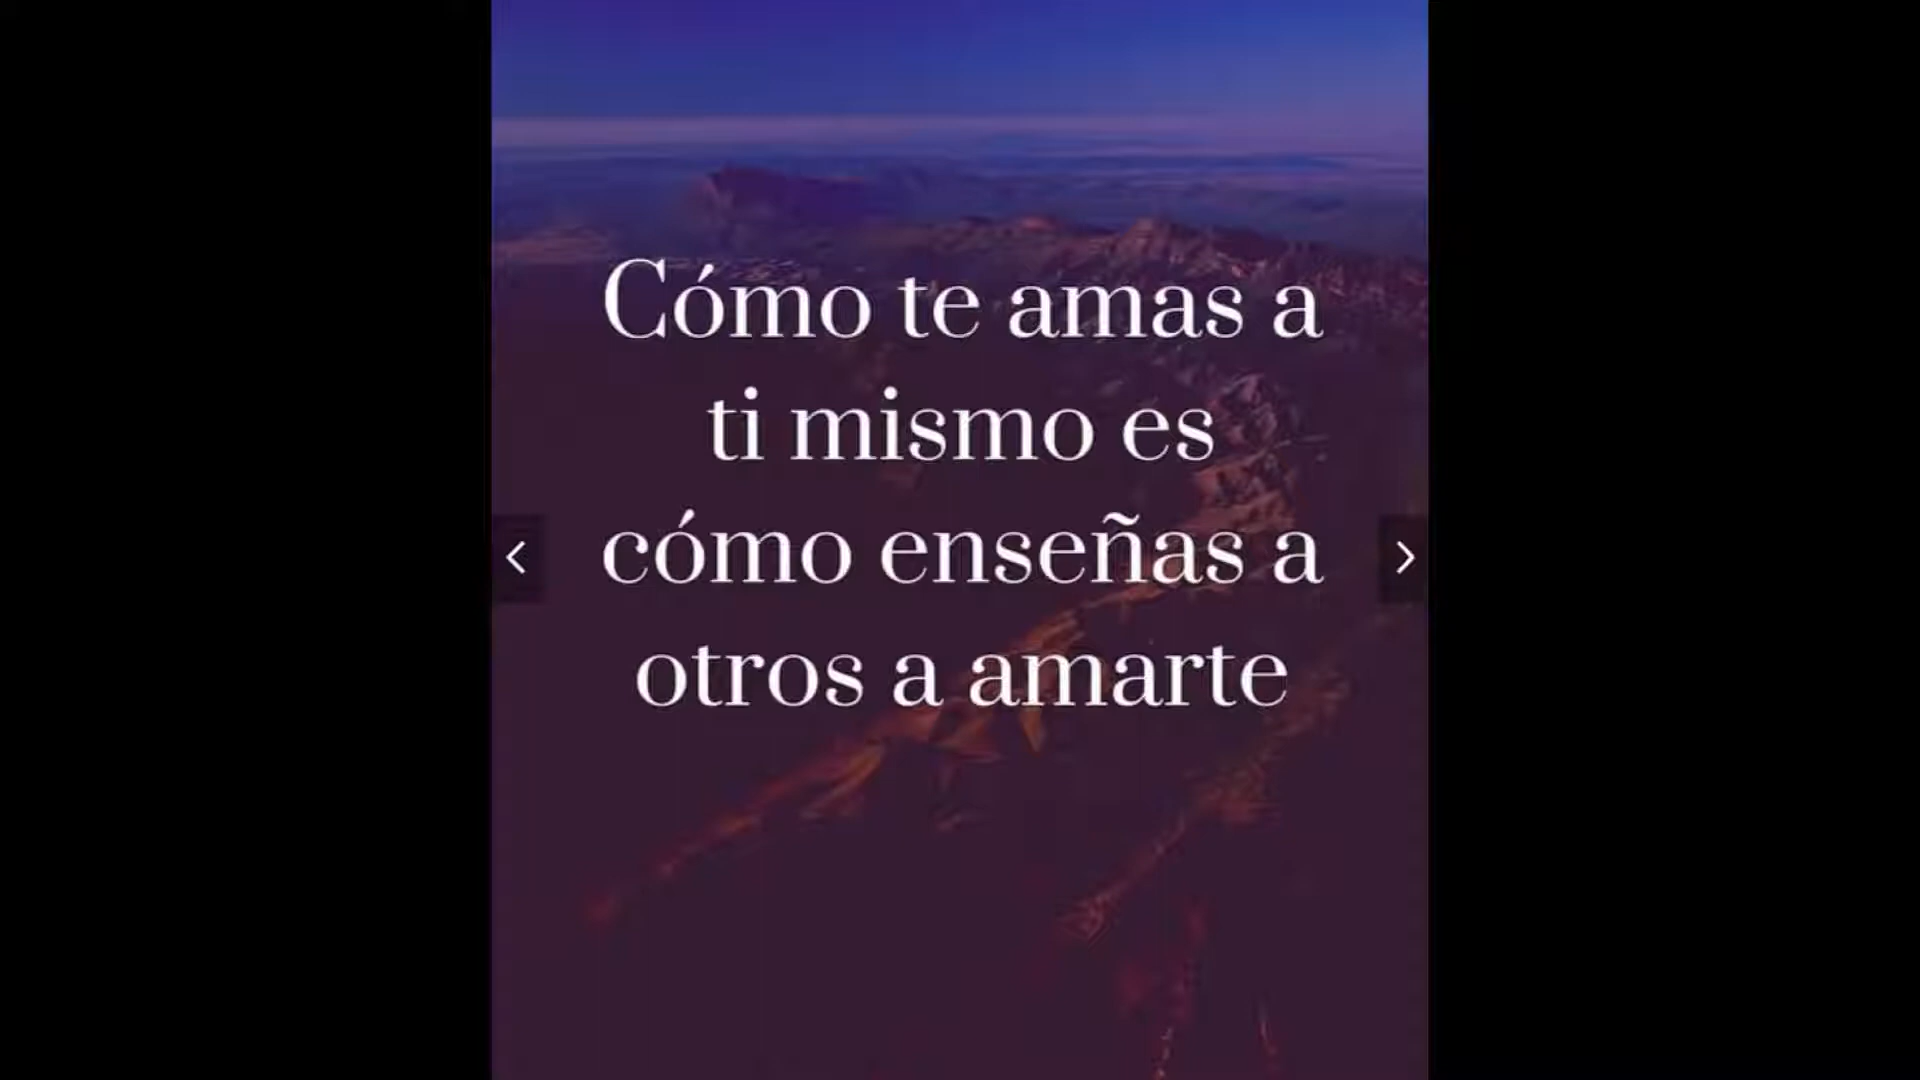 Cómo te amas a
ti mismo es
cómo enseñas a
otros a amarte